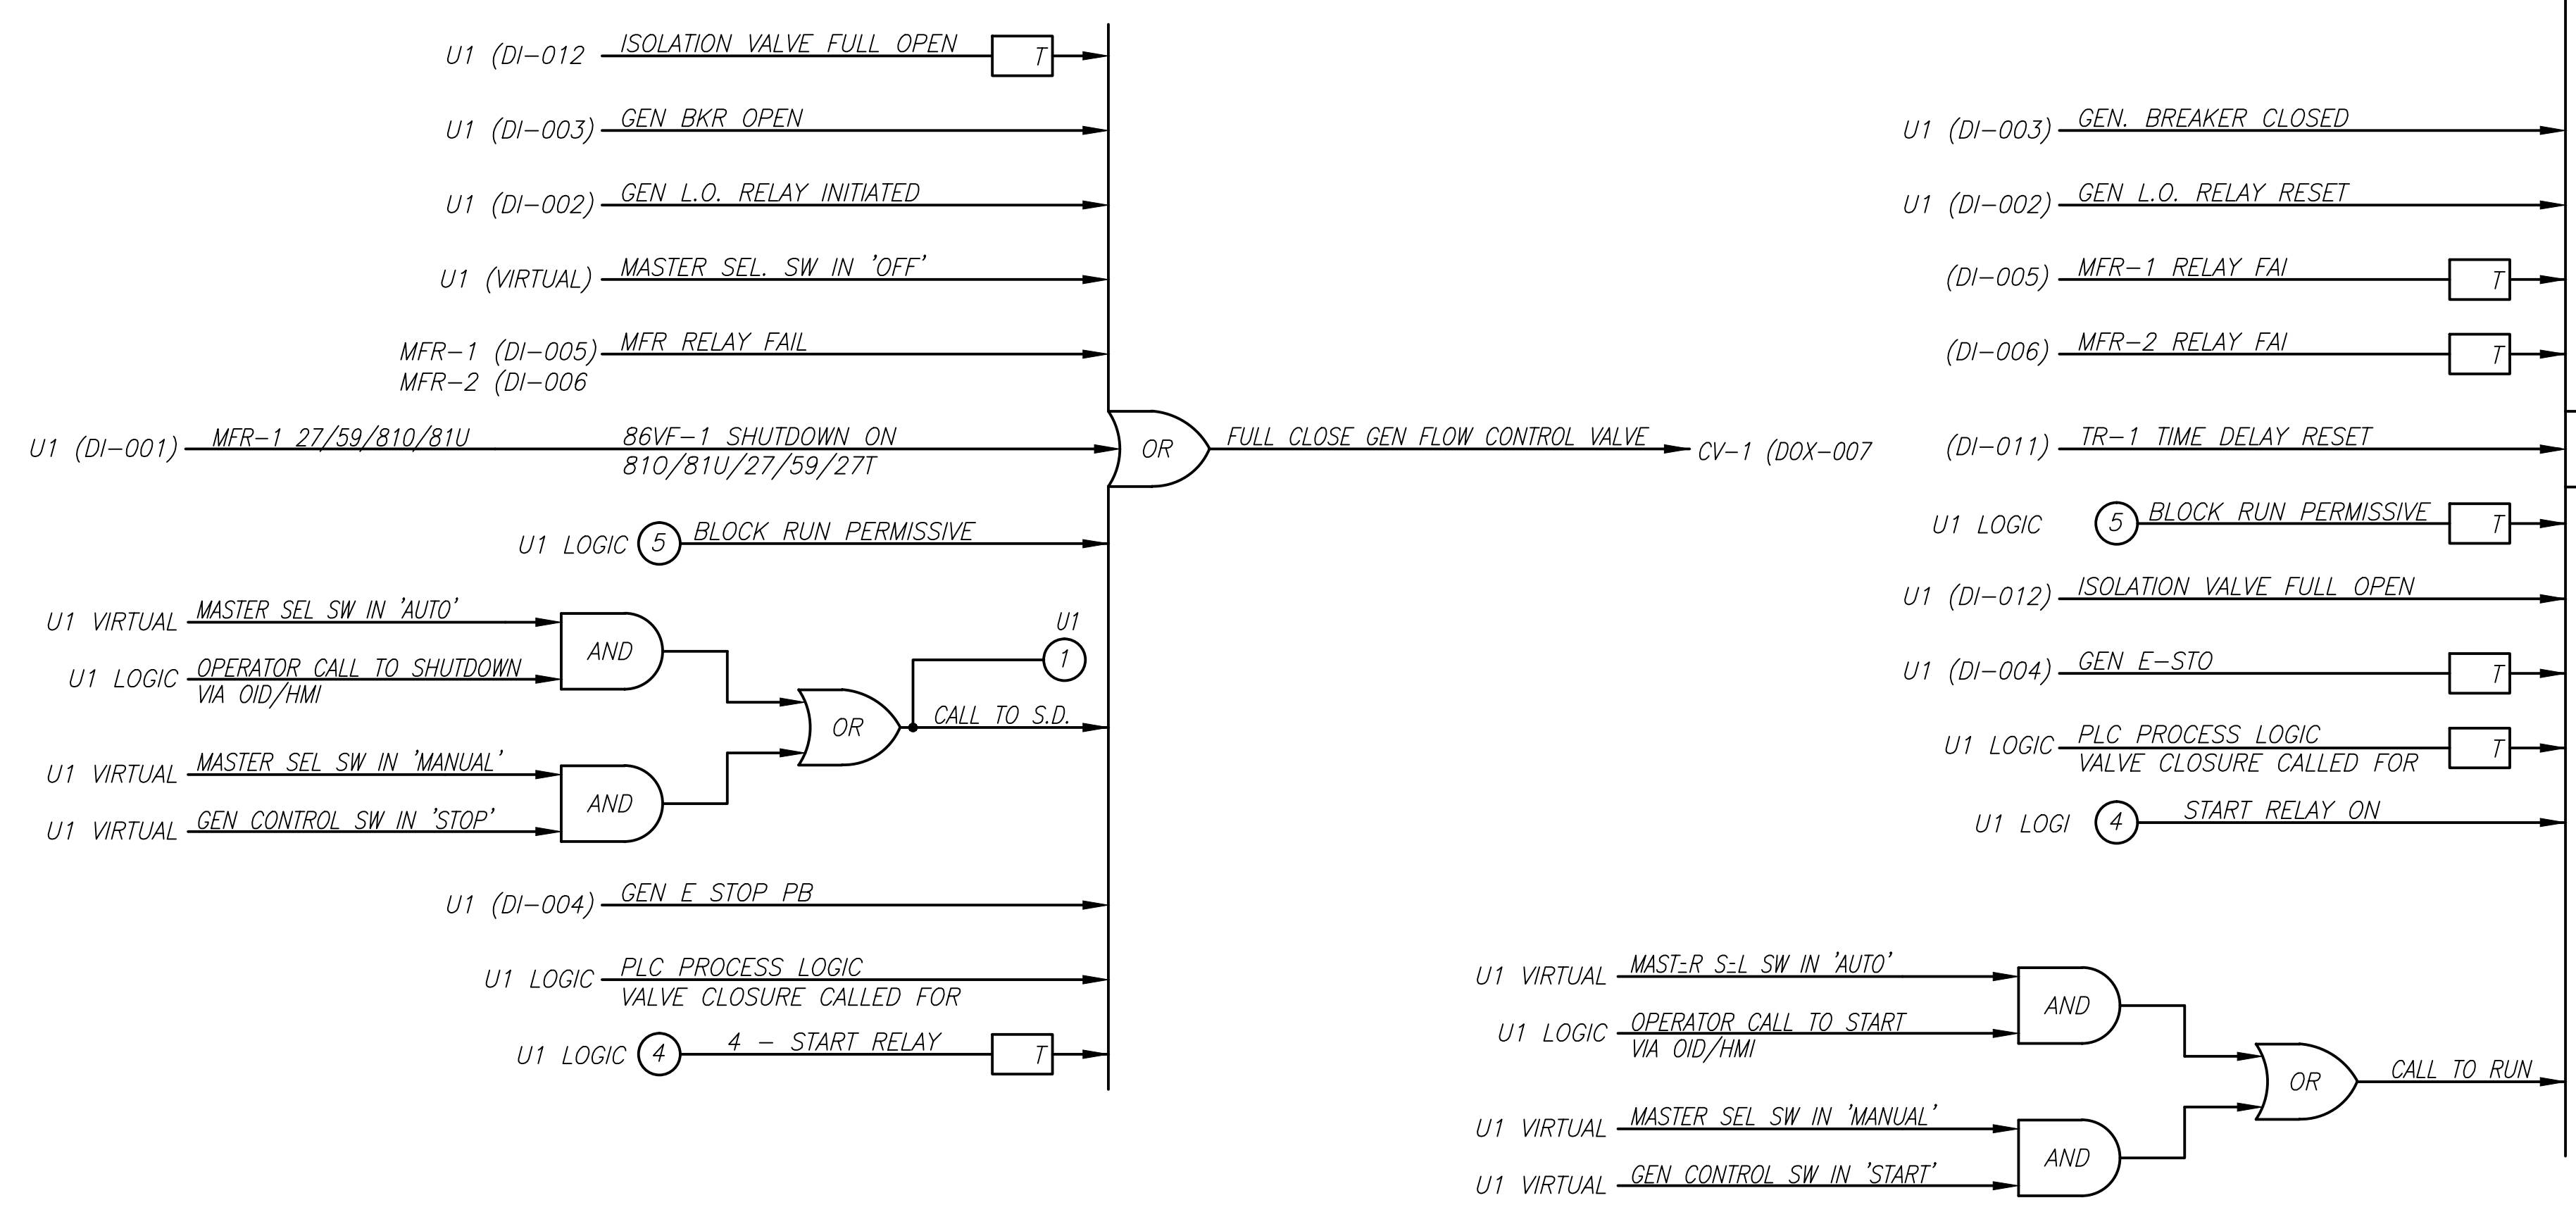 U1 (DI-012 ISOLATION VALVE FULL OPEN T
U1 (DI-003) GEN BKR OPEN
U1 (DI-002) GEN L.O. RELAY INITIATED
U1 (VIRTUAL) MASTER SEL. SW IN 'OFF'
MFR-1 (DI-005) MFR RELAY FAIL
MFR-2 (DI-006
U1 (DI-001) MFR-1 27/59/810/81U 86VF-1 SHUTDOWN ON
810/81U/27/59/27T
OR FULL CLOSE GEN FLOW CONTROL VALVE CV-1 (DOX-007
U1 LOGIC 5 BLOCK RUN PERMISSIVE
U1 VIRTUAL MASTER SEL SW IN 'AUTO'
AND
U1 LOGIC OPERATOR CALL TO SHUTDOWN
VIA OID/HMI
U1
1
OR CALL TO S.D.
U1 VIRTUAL MASTER SEL SW IN 'MANUAL'
AND
U1 VIRTUAL GEN CONTROL SW IN 'STOP'
U1 (DI-004) GEN E STOP PB
U1 LOGIC PLC PROCESS LOGIC
VALVE CLOSURE CALLED FOR
U1 LOGIC 4 4 - START RELAY T
U1 (DI-003) GEN. BREAKER CLOSED
U1 (DI-002) GEN L.O. RELAY RESET
(DI-005) MFR-1 RELAY FAI T
(DI-006) MFR-2 RELAY FAI T
(DI-011) TR-1 TIME DELAY RESET
U1 LOGIC 5 BLOCK RUN PERMISSIVE T
U1 (DI-012) ISOLATION VALVE FULL OPEN
U1 (DI-004) GEN E-STO T
U1 LOGIC PLC PROCESS LOGIC T
VALVE CLOSURE CALLED FOR
U1 LOGI 4 START RELAY ON
U1 VIRTUAL MASTER SEL SW IN 'AUTO'
AND
U1 LOGIC OPERATOR CALL TO START
VIA OID/HMI
OR CALL TO RUN
U1 VIRTUAL MASTER SEL SW IN 'MANUAL'
AND
U1 VIRTUAL GEN CONTROL SW IN 'START'